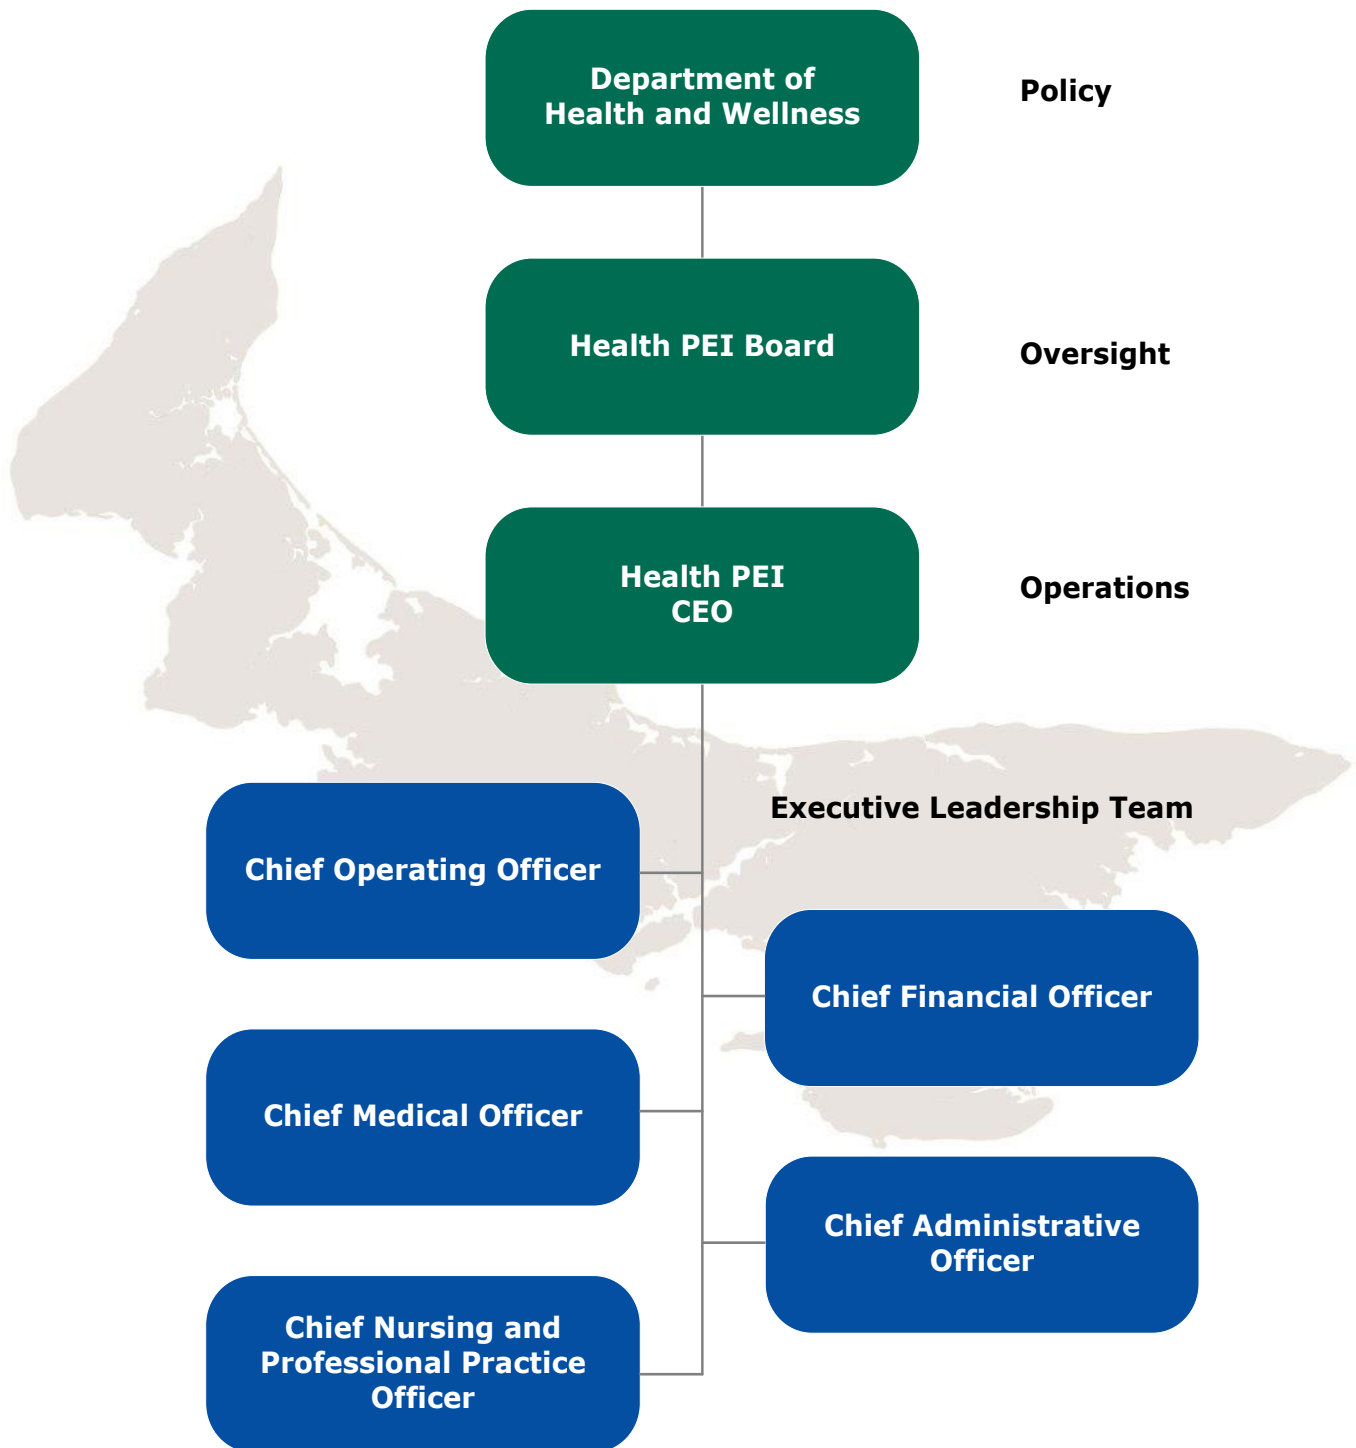 Department of
Health and Wellness
Policy
Health PEI Board
Oversight
Health PEI
CEO
Operations
Executive Leadership Team
Chief Operating Officer
Chief Financial Officer
Chief Medical Officer
Chief Administrative
Officer
Chief Nursing and
Professional Practice
Officer